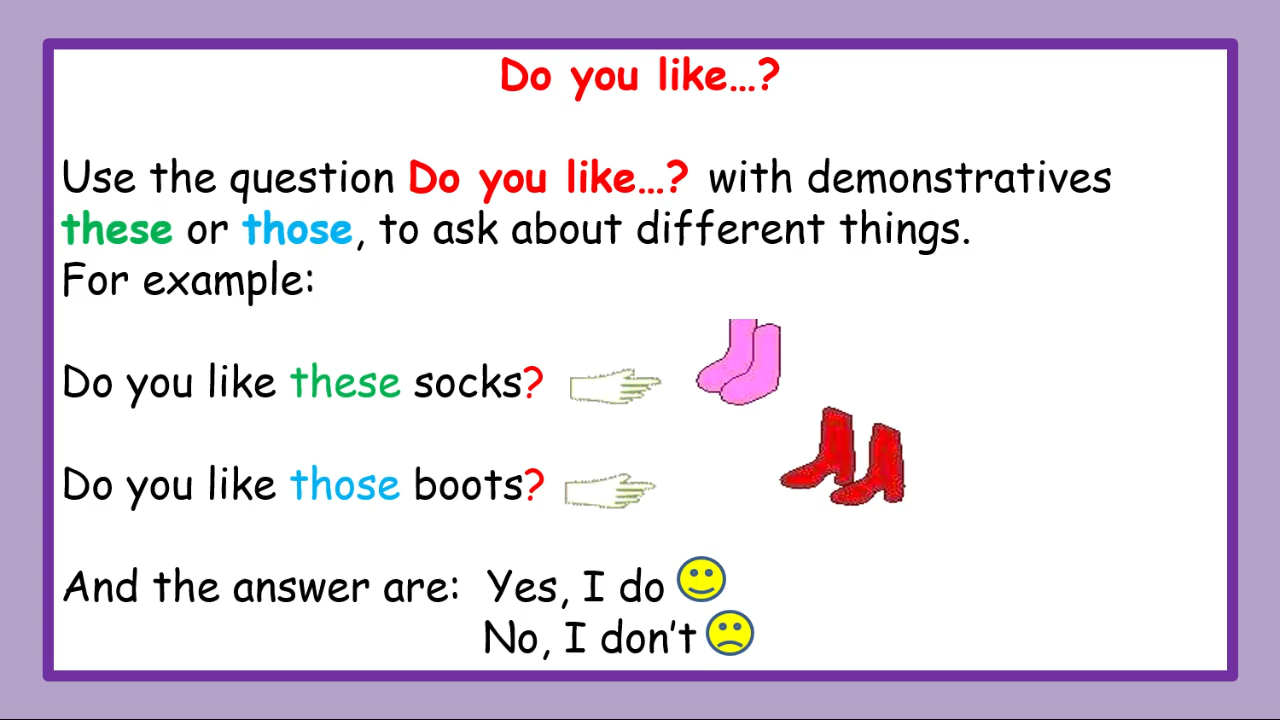 Do you like…?
Use the question Do you like…? with demonstratives
these or those, to ask about different things.
For example:
Do you like these socks?
Do you like those boots?
And the answer are: Yes, I do
No, I don't